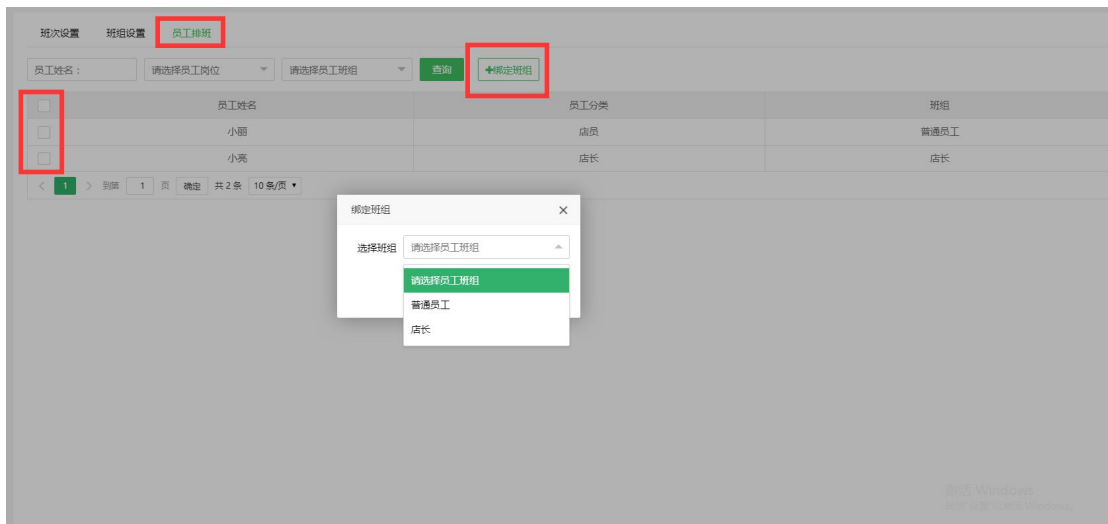 班次设置 班组设置 员工排班
员工姓名： 请选择员工岗位 请选择员工班组 查询 +绑定班组
员工姓名 员工分类 班组
小丽 店员 普通员工
小亮 店长 店长
< 1 > 到第 1 页 确定 共 2 条 10 条/页
绑定班组 ×
选择班组 请选择员工班组
请选择员工班组
普通员工
店长
激活 Windows